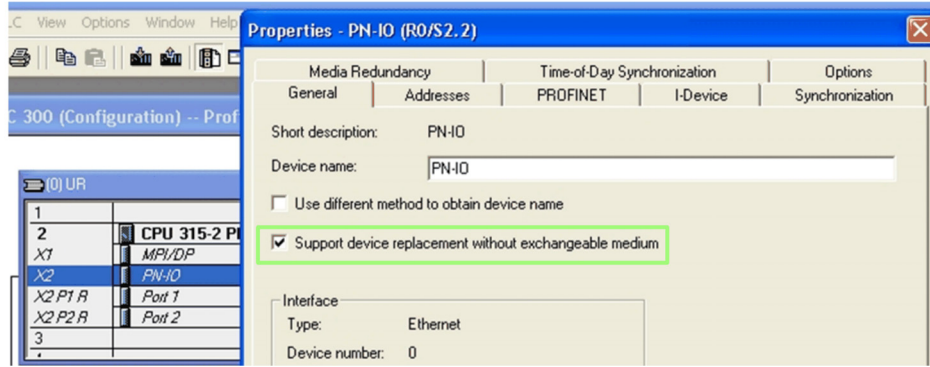 LC View Options Window Help
Properties - PN-IO (R0/S2.2)
Media Redundancy Time-of-Day Synchronization Options
General Addresses PROFINET I-Device Synchronization
C 300 (Configuration) -- Prof
Short description: PN-IO
Device name: PN-IO
Use different method to obtain device name
Support device replacement without exchangeable medium
(0) UR
1
2 CPU 315-2 P
X1 MPI/DP
X2 PN-IO
X2 P1 R Port 1
X2 P2 R Port 2
3
Interface
Type: Ethernet
Device number: 0